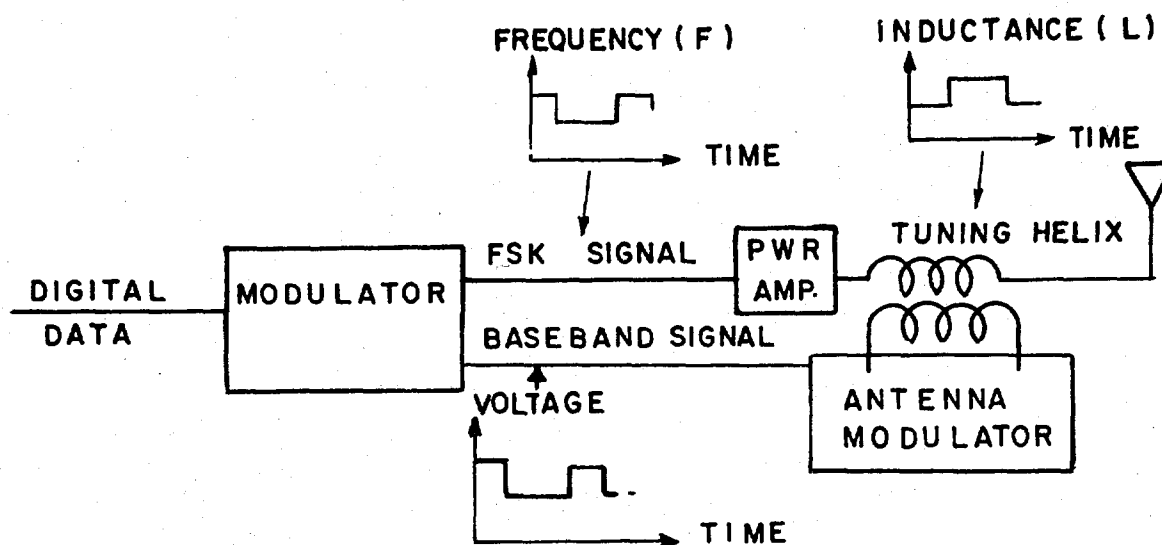 FREQUENCY (F)
INDUCTANCE (L)
TIME
TIME
TUNING HELIX
FSK SIGNAL
PWR
AMP.
DIGITAL
DATA
MODULATOR
BASEBAND SIGNAL
VOLTAGE
ANTENNA
MODULATOR
TIME